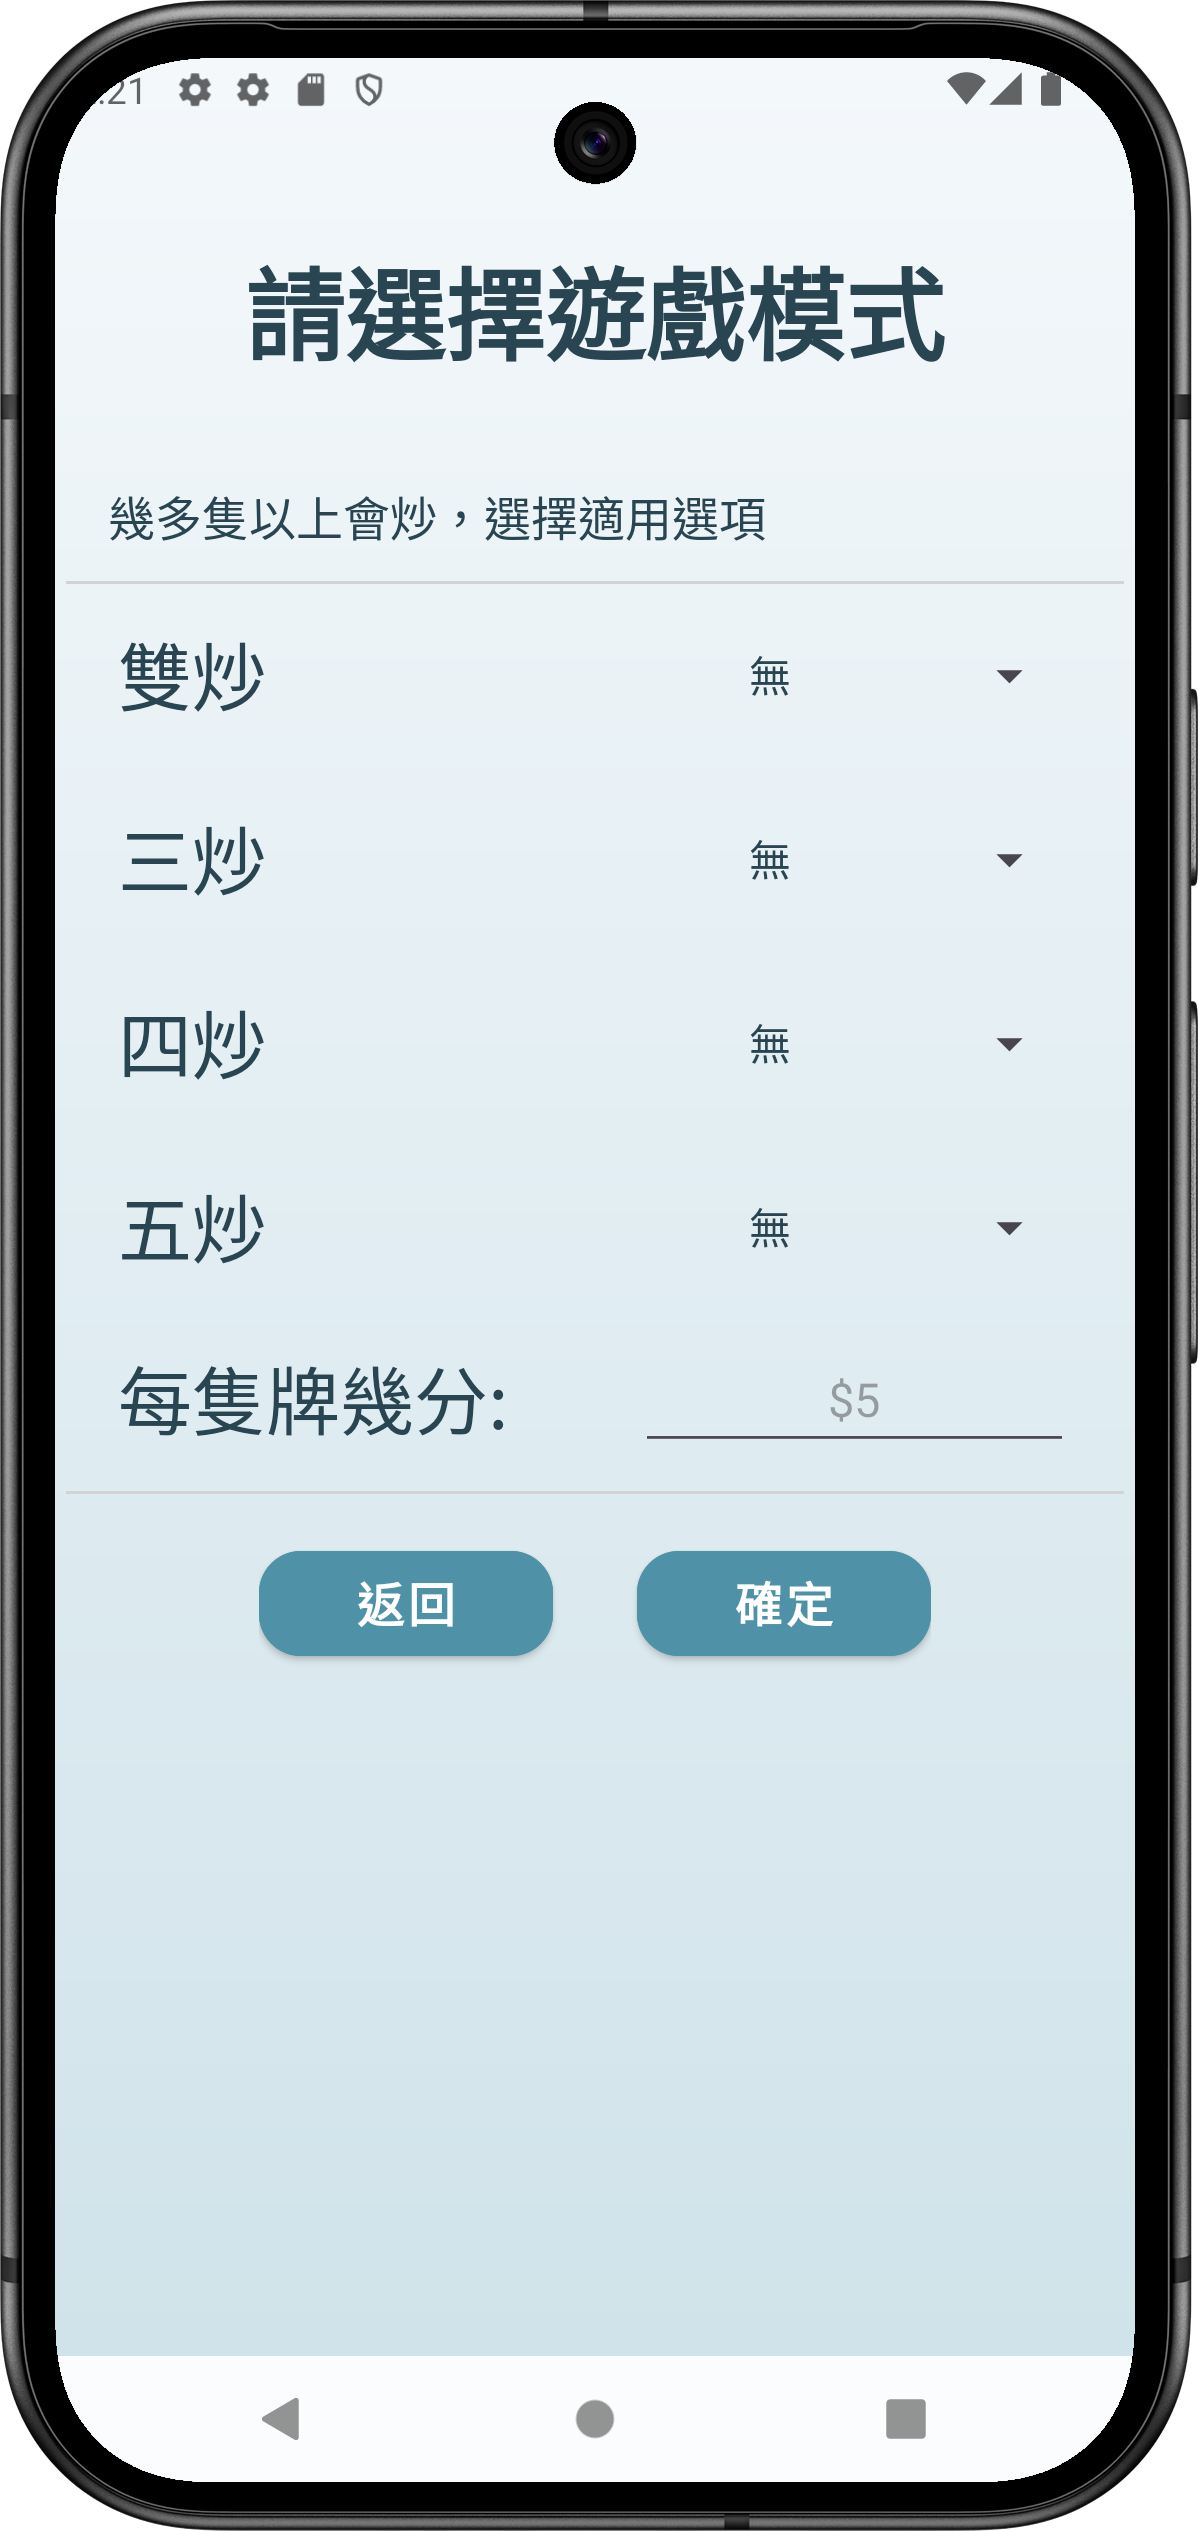 :21
請選擇遊戲模式
幾多隻以上會炒，選擇適用選項
雙炒 無
三炒 無
四炒 無
五炒 無
每隻牌幾分: $5
返回 確定